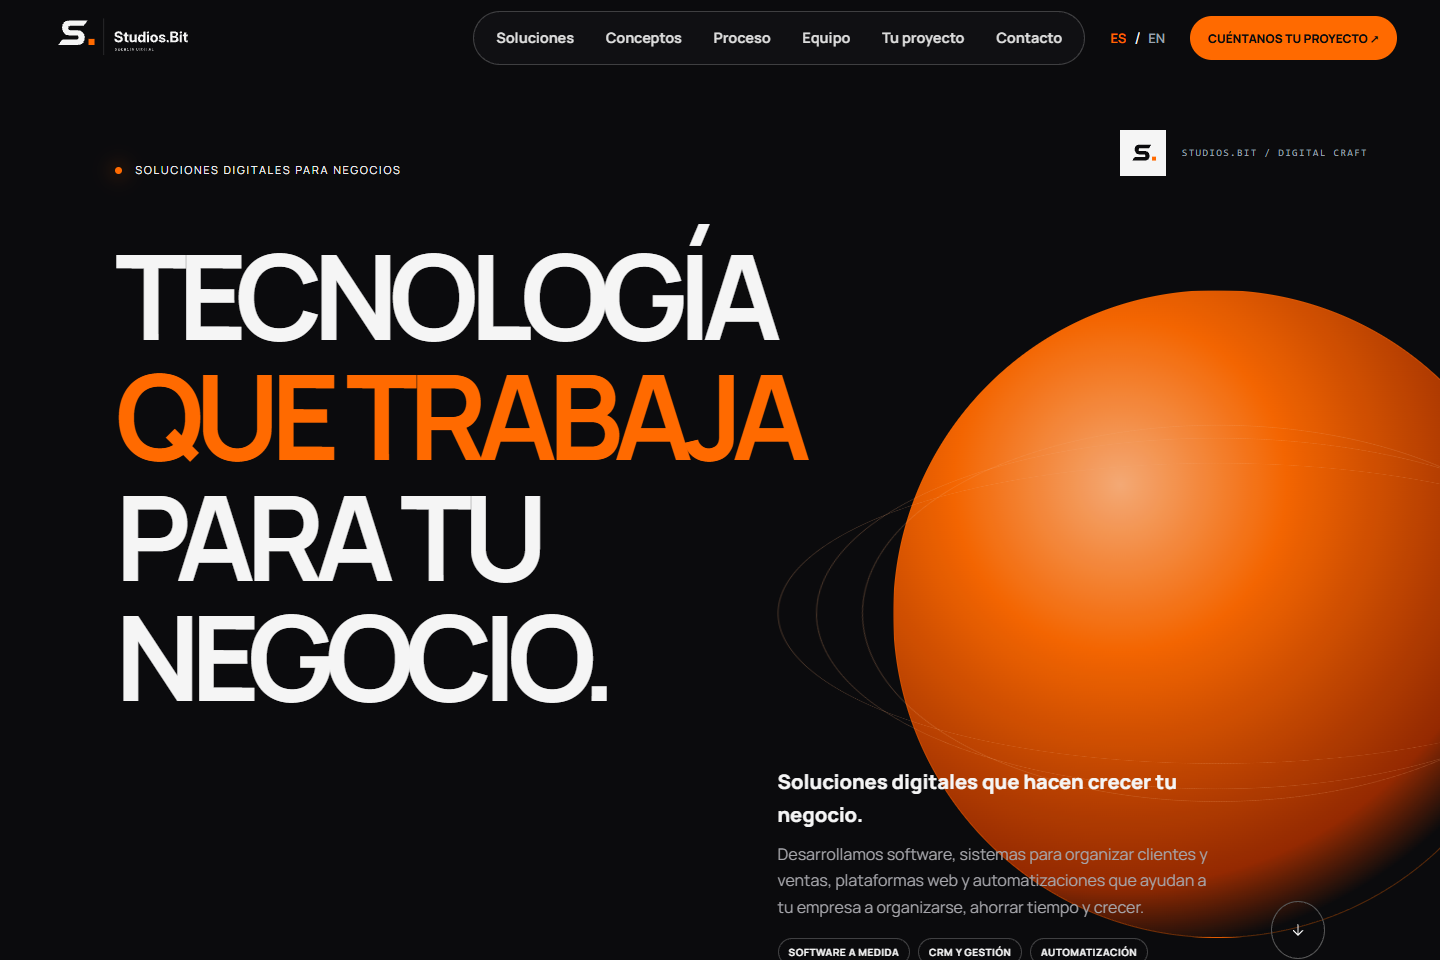 S. Studios.Bit
Soluciones Conceptos Proceso Equipo Tu proyecto Contacto
ES / EN
CUÉNTANOS TU PROYECTO ↗
S. STUDIOS.BIT / DIGITAL CRAFT
SOLUCIONES DIGITALES PARA NEGOCIOS
TECNOLOGÍA
QUE TRABAJA
PARA TU
NEGOCIO.
Soluciones digitales que hacen crecer tu
negocio.
Desarrollamos software, sistemas para organizar clientes y
ventas, plataformas web y automatizaciones que ayudan a
tu empresa a organizarse, ahorrar tiempo y crecer.
SOFTWARE A MEDIDA CRM Y GESTIÓN AUTOMATIZACIÓN